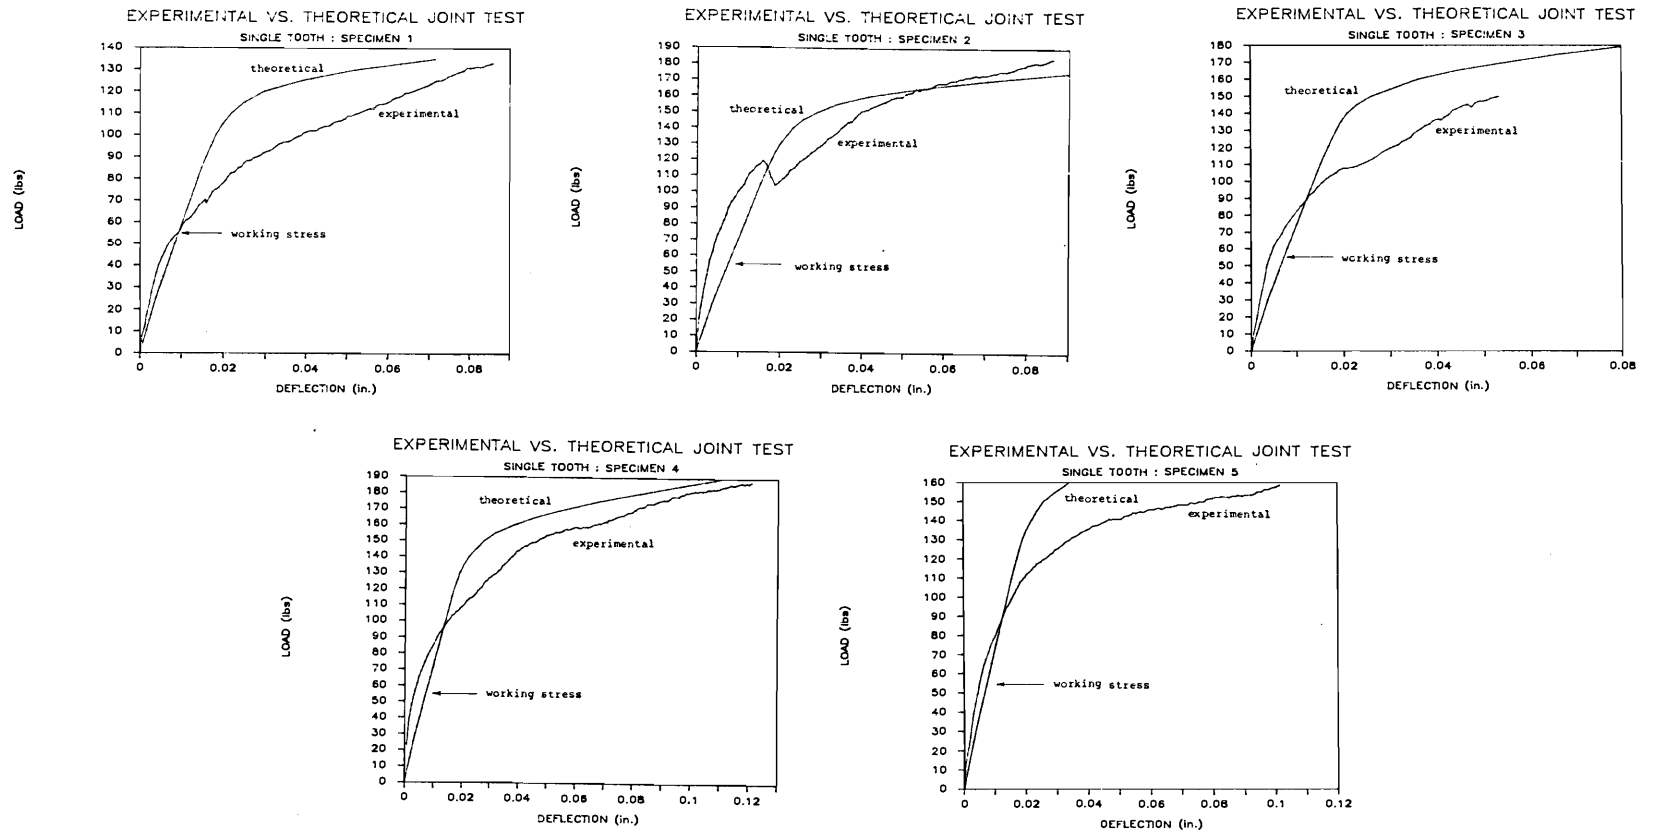 EXPERIMENTAL VS. THEORETICAL JOINT TEST
SINGLE TOOTH : SPECIMEN 1
140
130
120
110
100
90
80
70
60
50
40
30
20
10
0
LOAD (lbs)
theoretical
experimental
working stress
0 0.02 0.04 0.06 0.08
DEFLECTION (in.)
EXPERIMENTAL VS. THEORETICAL JOINT TEST
SINGLE TOOTH : SPECIMEN 2
190
180
170
160
150
140
130
120
110
100
90
80
70
60
50
40
30
20
10
0
LOAD (lbs)
theoretical
experimental
working stress
0 0.02 0.04 0.06 0.08
DEFLECTION (in.)
EXPERIMENTAL VS. THEORETICAL JOINT TEST
SINGLE TOOTH : SPECIMEN 3
180
170
160
150
140
130
120
110
100
90
80
70
60
50
40
30
20
10
0
LOAD (lbs)
theoretical
experimental
working stress
0 0.02 0.04 0.06 0.08
DEFLECTION (in.)
EXPERIMENTAL VS. THEORETICAL JOINT TEST
SINGLE TOOTH : SPECIMEN 4
190
180
170
160
150
140
130
120
110
100
90
80
70
60
50
40
30
20
10
0
LOAD (lbs)
theoretical
experimental
working stress
0 0.02 0.04 0.06 0.08 0.1 0.12
DEFLECTION (in.)
EXPERIMENTAL VS. THEORETICAL JOINT TEST
SINGLE TOOTH : SPECIMEN 5
160
150
140
130
120
110
100
90
80
70
60
50
40
30
20
10
0
LOAD (lbs)
theoretical
experimental
working stress
0 0.02 0.04 0.06 0.08 0.1 0.12
DEFLECTION (in.)